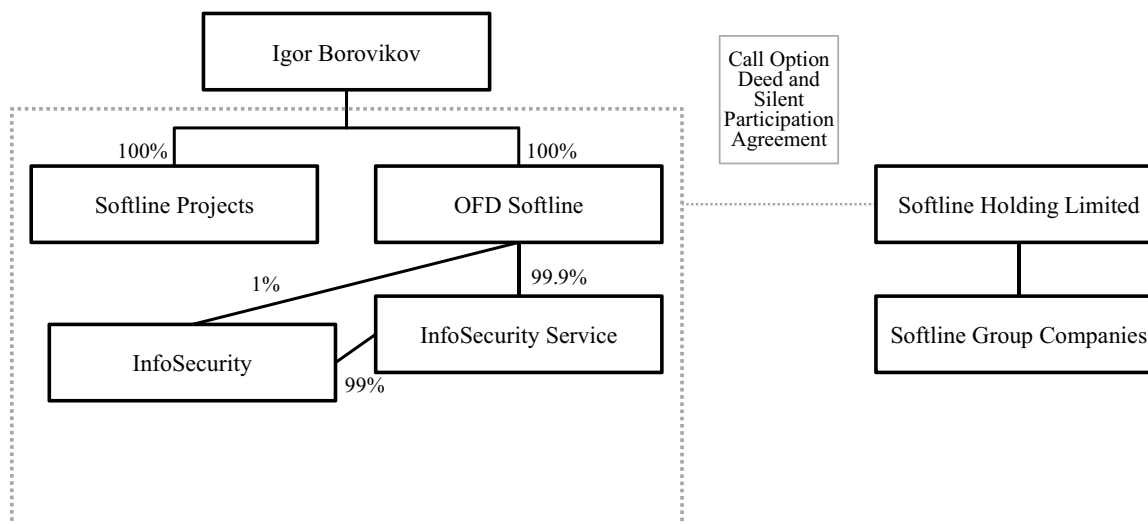 Igor Borovikov
Call Option
Deed and
Silent
Participation
Agreement
100%
100%
Softline Projects
OFD Softline
Softline Holding Limited
1%
99.9%
InfoSecurity
InfoSecurity Service
Softline Group Companies
99%